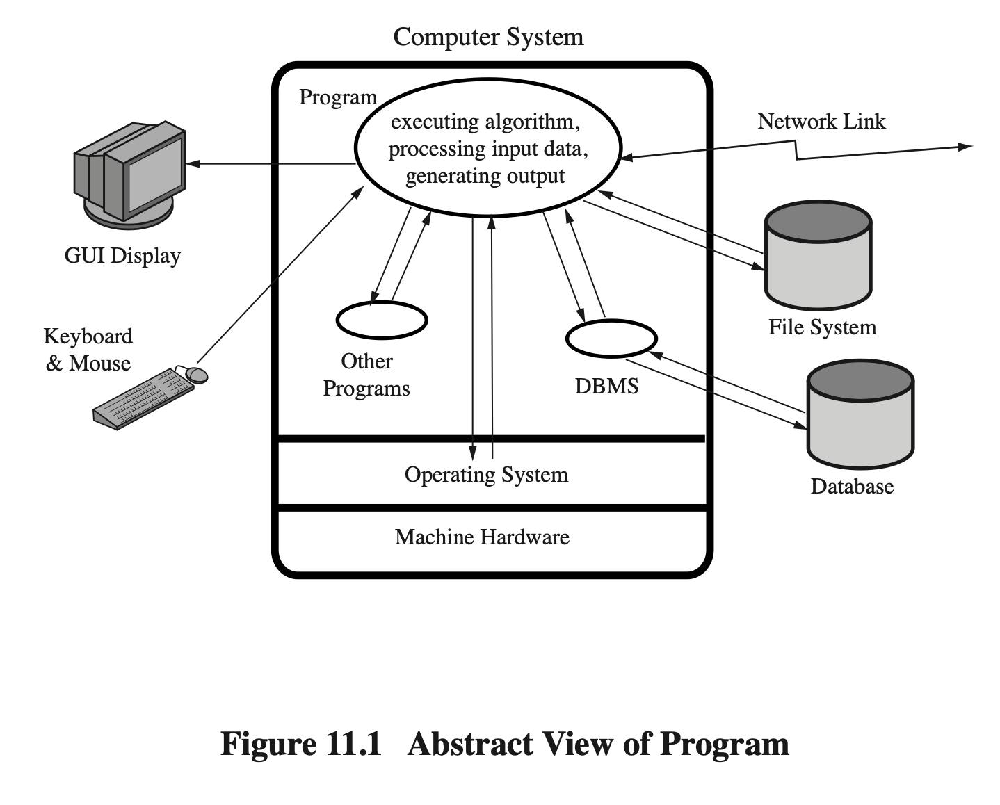 Computer System
Program
executing algorithm,
processing input data,
generating output
Network Link
GUI Display
File System
Keyboard
& Mouse
Other
Programs
DBMS
Operating System
Database
Machine Hardware
Figure 11.1 Abstract View of Program